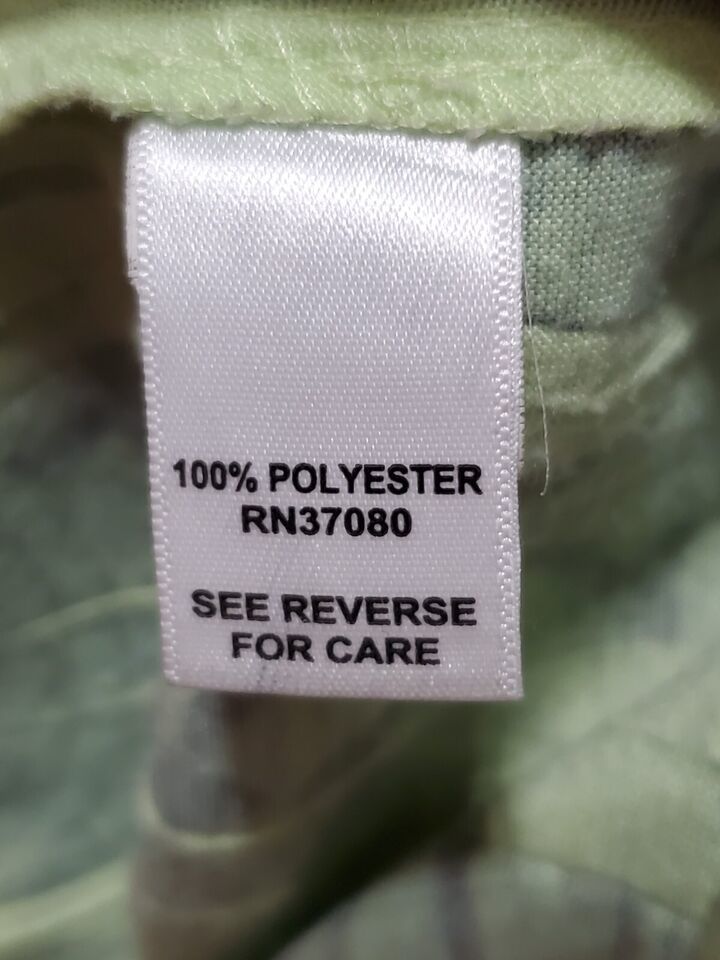 100% POLYESTER
RN37080
SEE REVERSE
FOR CARE